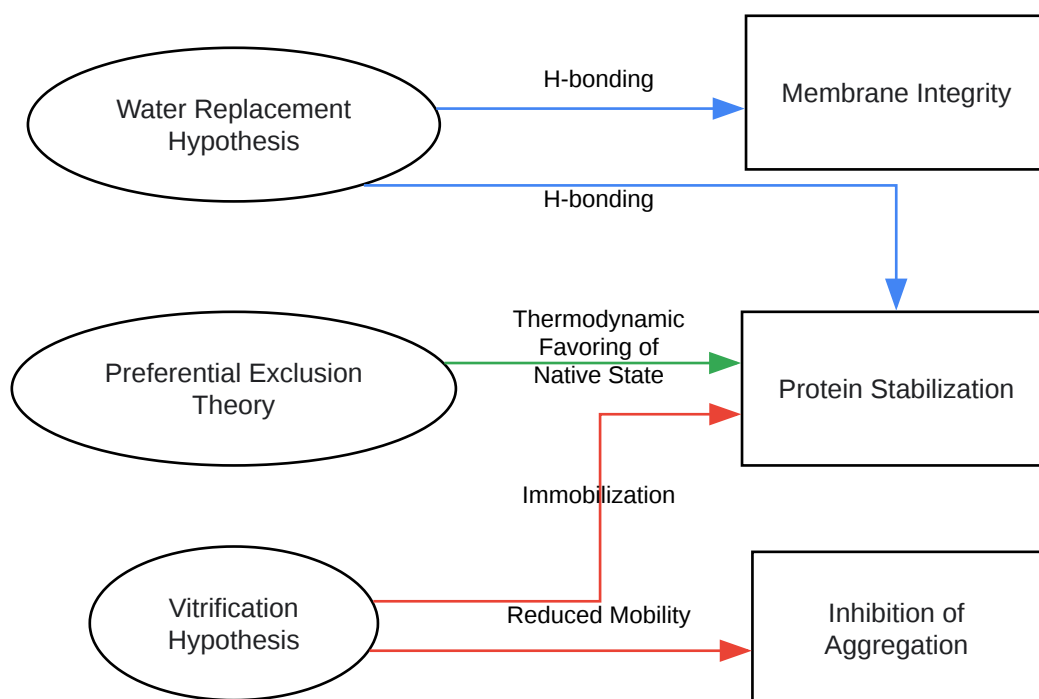 H-bonding
Membrane Integrity
Water Replacement
Hypothesis
H-bonding
Thermodynamic
Favoring of
Native State
Preferential Exclusion
Theory
Protein Stabilization
Immobilization
Vitrification
Hypothesis
Reduced Mobility
Inhibition of
Aggregation